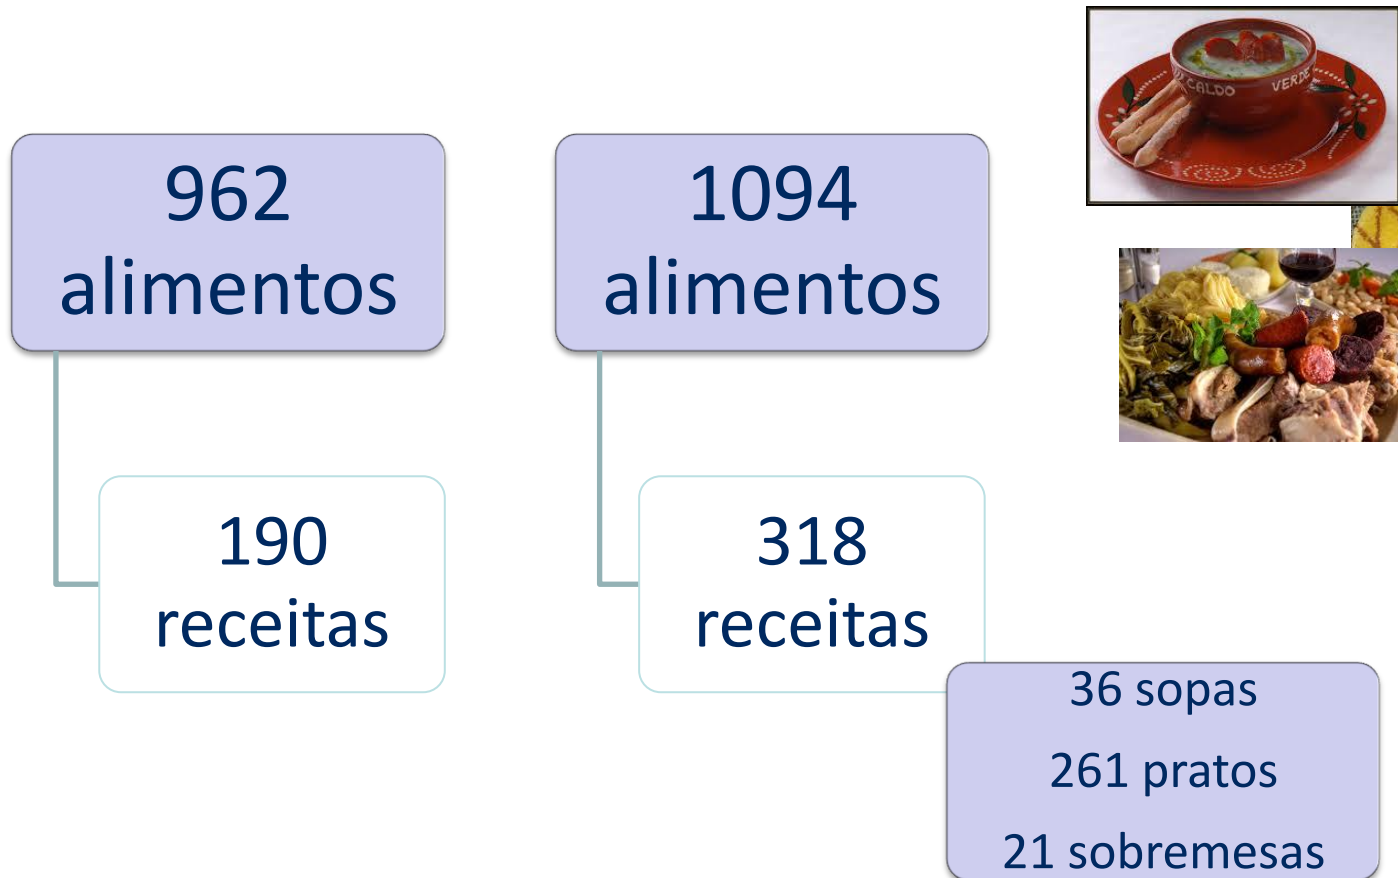 962
alimentos
190
receitas
1094
alimentos
318
receitas
36 sopas
261 pratos
21 sobremesas
CALDO VERDE